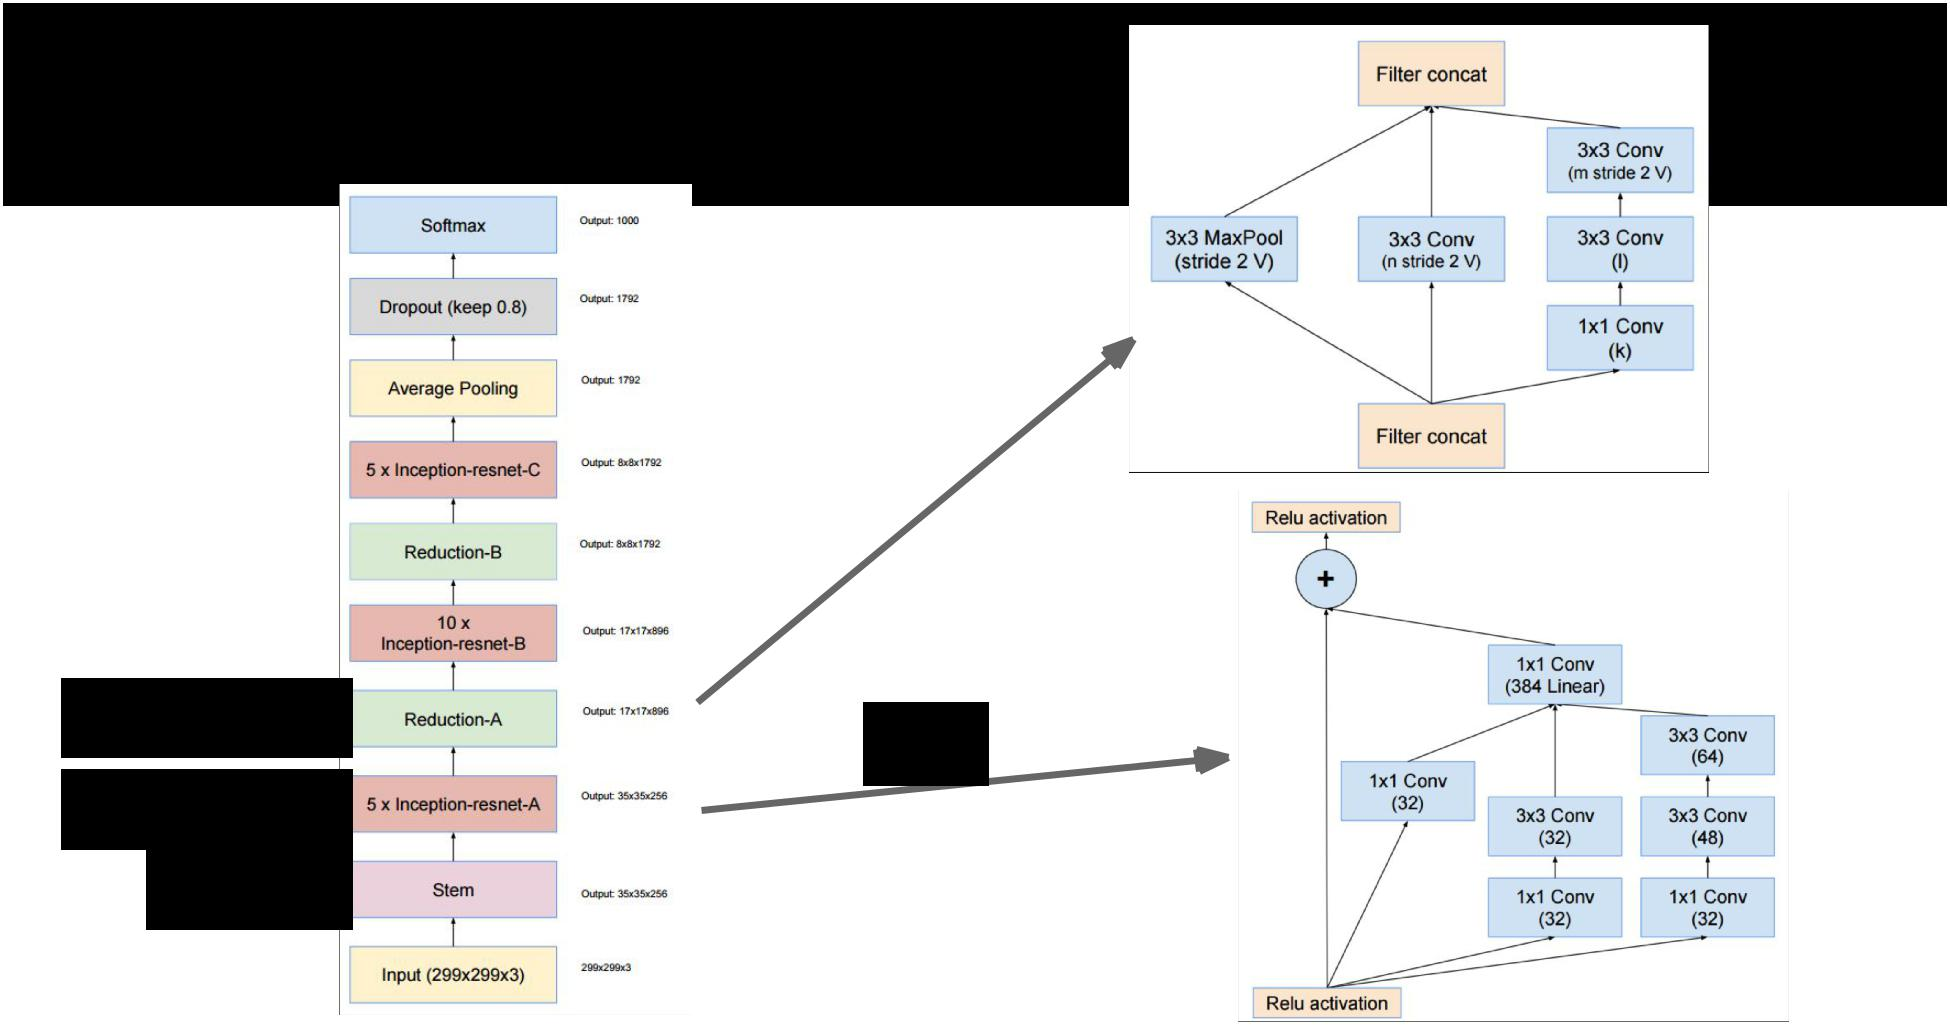 Softmax
Output: 1000
Dropout (keep 0.8)
Output: 1792
Average Pooling
Output: 1792
5 x Inception-resnet-C
Output: 8x8x1792
Reduction-B
Output: 8x8x1792
10 x
Inception-resnet-B
Output: 17x17x896
Reduction-A
Output: 17x17x896
5 x Inception-resnet-A
Output: 35x35x256
Stem
Output: 35x35x256
Input (299x299x3)
299x299x3
Filter concat
3x3 Conv
(m stride 2 V)
3x3 MaxPool
(stride 2 V)
3x3 Conv
(n stride 2 V)
3x3 Conv
(l)
1x1 Conv
(k)
Filter concat
Relu activation
+
1x1 Conv
(384 Linear)
3x3 Conv
(64)
1x1 Conv
(32)
3x3 Conv
(32)
3x3 Conv
(48)
1x1 Conv
(32)
1x1 Conv
(32)
Relu activation